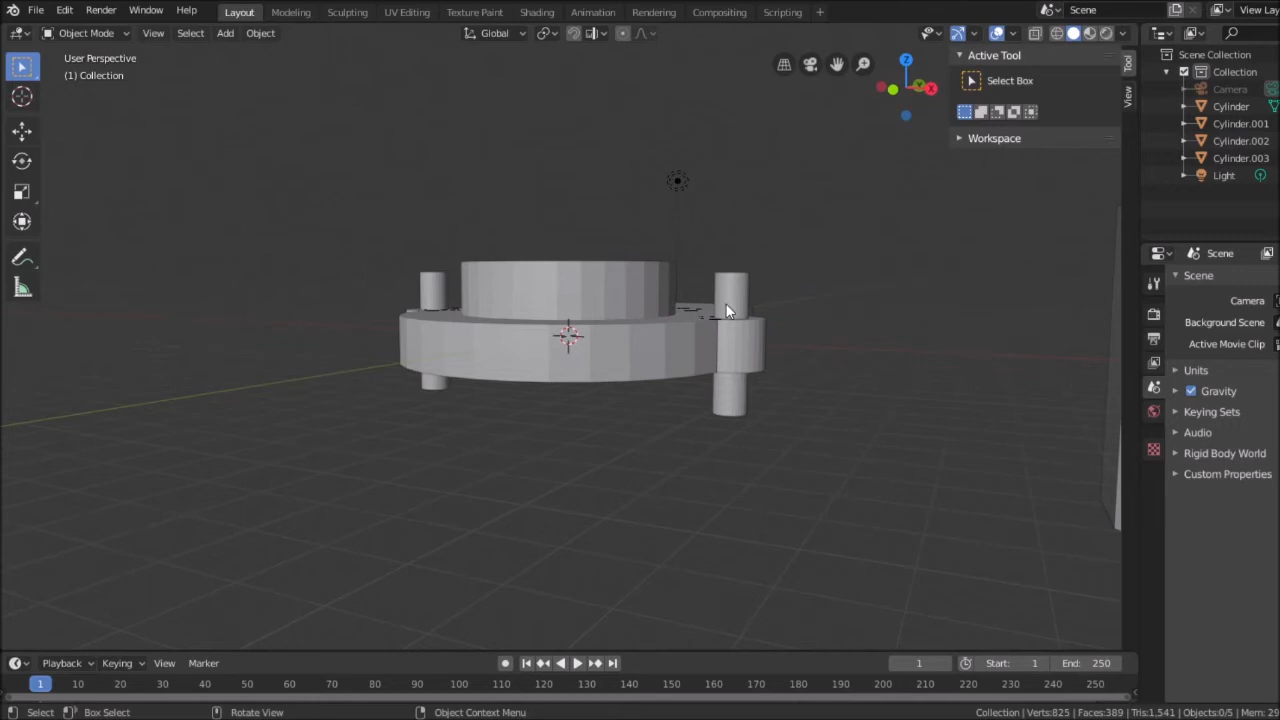 File Edit Render Window Help Layout Modeling Sculpting UV Editing Texture Paint Shading Animation Rendering Compositing Scripting + Scene View Lay
Object Mode View Select Add Object Global
User Perspective
(1) Collection
Z
Y
X
Active Tool
Select Box
Workspace
Tool
View
Scene Collection
Collection
Camera
Cylinder
Cylinder.001
Cylinder.002
Cylinder.003
Light
Scene
Scene
Camera
Background Scene
Active Movie Clip
Units
Gravity
Keying Sets
Audio
Rigid Body World
Custom Properties
Playback Keying View Marker 1 Start: 1 End: 250
1 10 20 30 40 50 60 70 80 90 100 110 120 130 140 150 160 170 180 190 200 210 220 230 240 250
Select Box Select Rotate View Object Context Menu Collection | Verts:825 | Faces:389 | Tris:1,541 | Objects:0/5 | Mem: 29